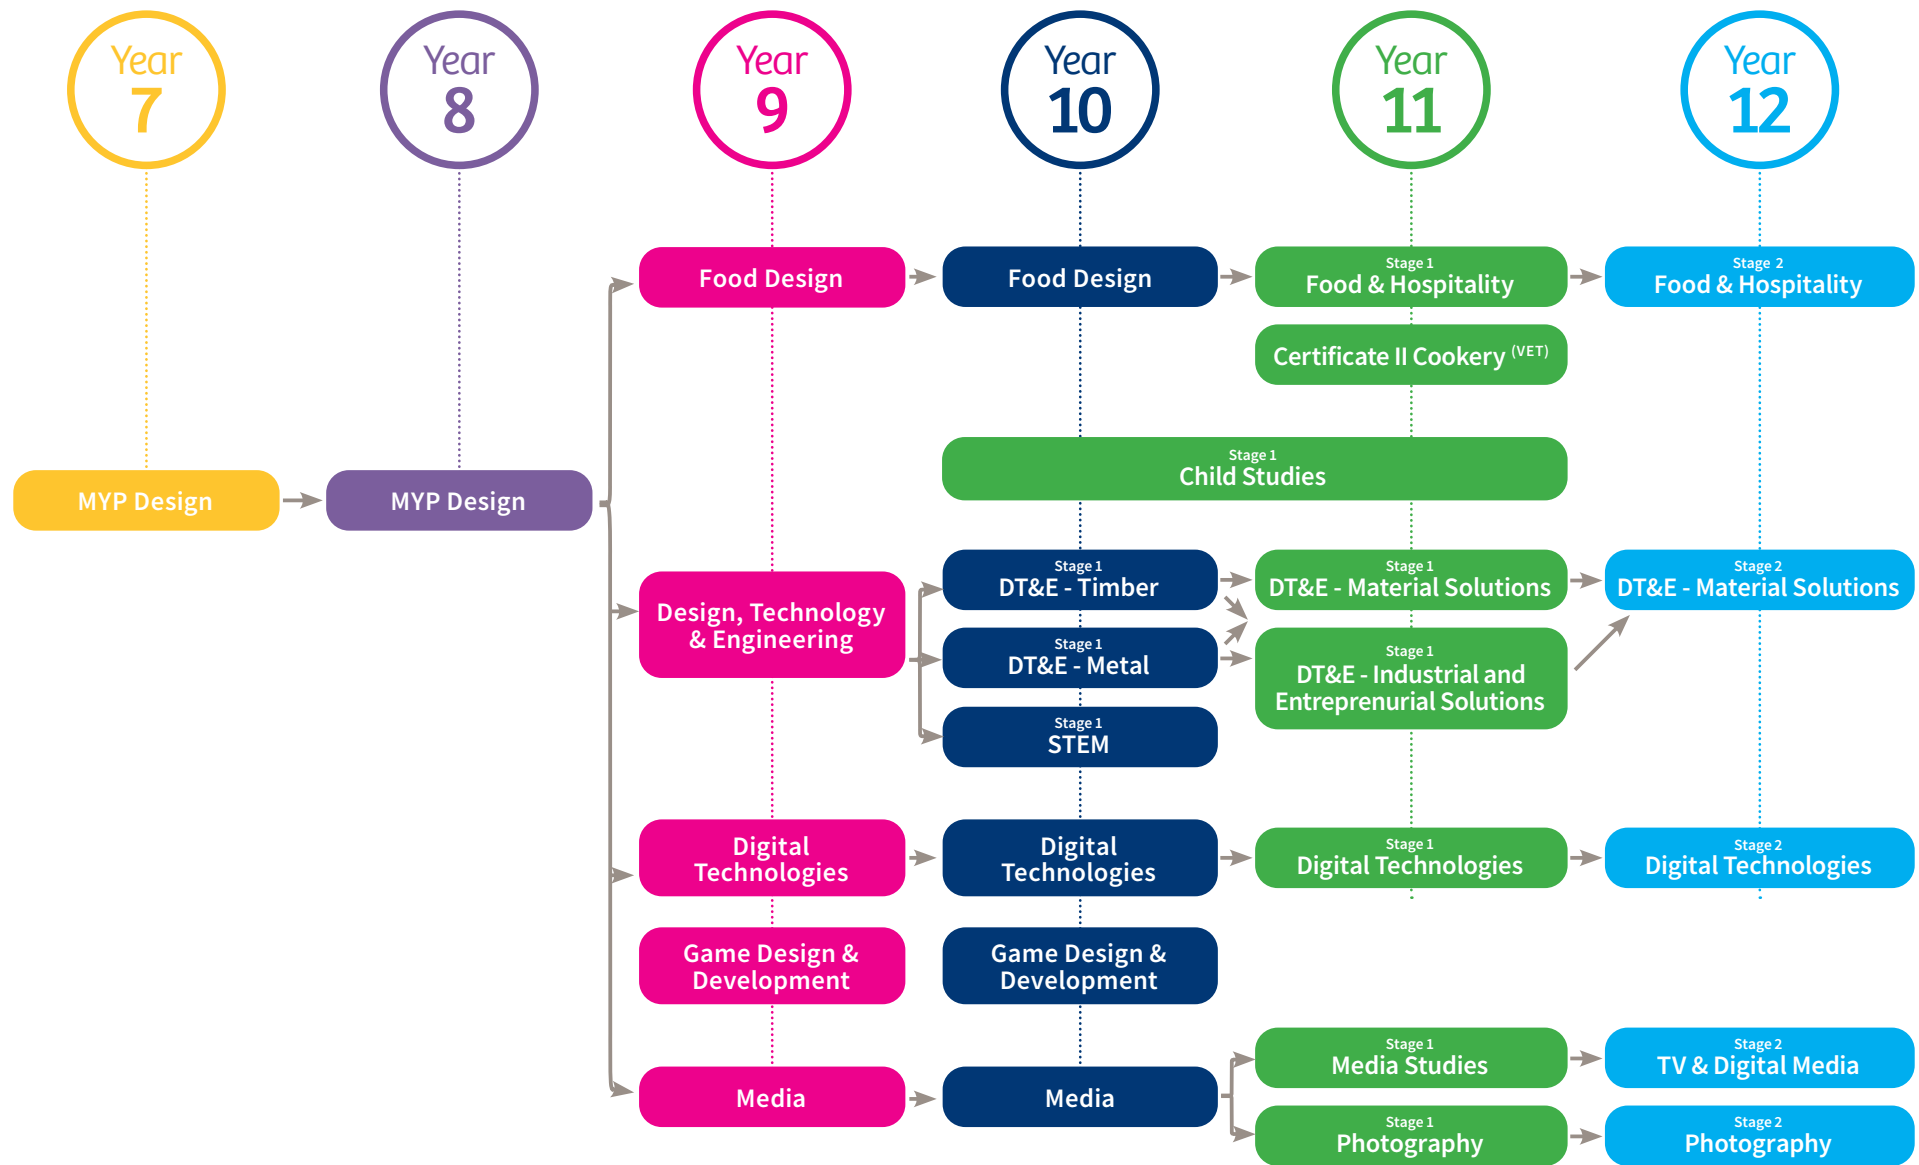 Year
7
Year
8
Year
9
Year
10
Year
11
Year
12
Food Design
Food Design
Stage 1
Food & Hospitality
Stage 2
Food & Hospitality
Certificate II Cookery (VET)
Stage 1
Child Studies
MYP Design
MYP Design
Design, Technology
& Engineering
Stage 1
DT&E - Timber
Stage 1
DT&E - Material Solutions
Stage 2
DT&E - Material Solutions
Stage 1
DT&E - Metal
Stage 1
DT&E - Industrial and
Entreprenurial Solutions
Stage 1
STEM
Digital
Technologies
Digital
Technologies
Stage 1
Digital Technologies
Stage 2
Digital Technologies
Game Design &
Development
Game Design &
Development
Media
Media
Stage 1
Media Studies
Stage 2
TV & Digital Media
Stage 1
Photography
Stage 2
Photography